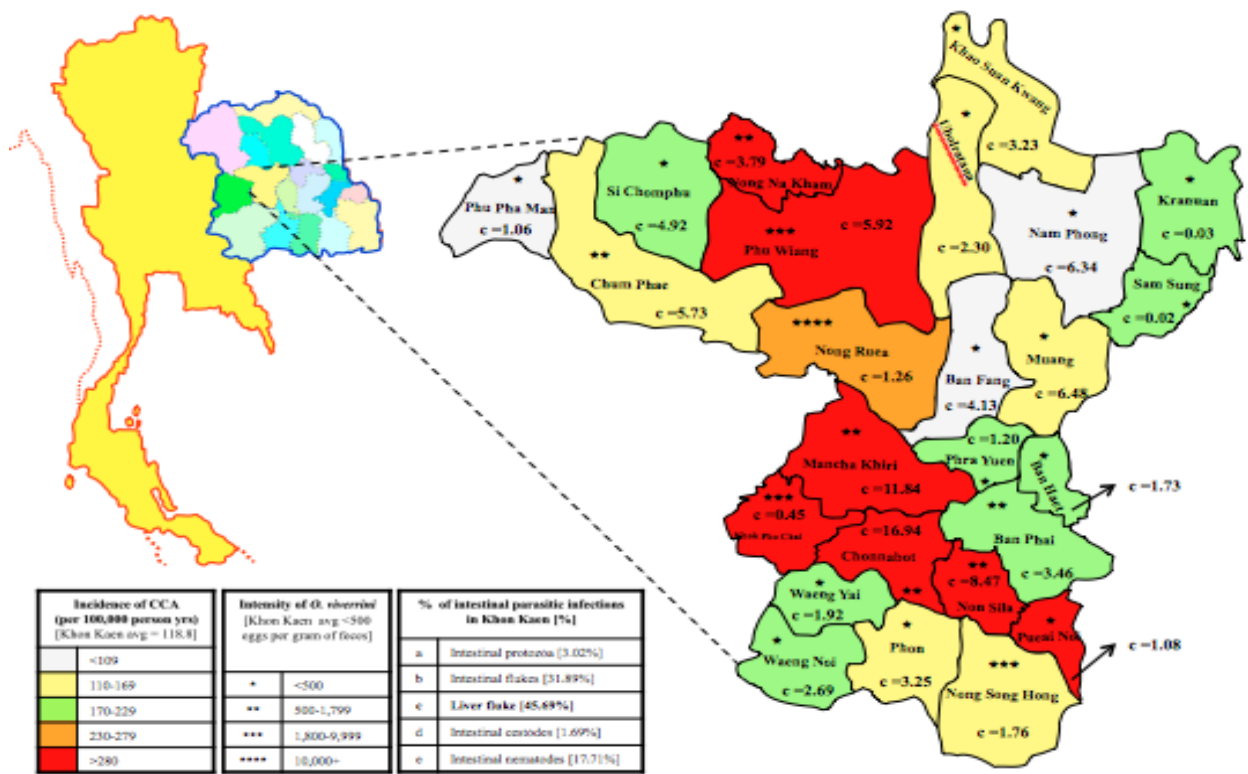 Khao Suan Kwang
★
c =3.23
Ubolratana
★
c =2.30
★★
c =3.79
Nong Na Kham
★
Si Chomphu
c =4.92
★
Phu Pha Man
c =1.06
★
Kranuan
c =0.03
★
Nam Phong
c =6.34
c =5.92
★★★
Phu Wiang
★★
Chum Phae
c =5.73
Sam Sung
★
c =0.02
★★★★
Nong Ruea
c =1.26
★
Ban Fang
c =4.13
★
Muang
c =6.48
c =1.20
Phra Yuen
★
★
Ban Haet
c =1.73
★★
Mancha Khiri
c =11.84
★★★
c =0.45
c =16.94
Chonnabot
★★
★★
Ban Phai
c =3.46
★★
c =8.47
Non Sila
★
Waeng Yai
c =1.92
★
Pueai Noi
c =1.08
★
Waeng Noi
c =2.69
★
Phon
c =3.25
★★★
Nong Song Hong
c =1.76
Incidence of CCA
(per 100,000 person yrs)
[Khon Kaen avg = 118.8]
<109
110-169
170-229
230-279
>280
Intensity of O. viverrini
[Khon Kaen avg <500
eggs per gram of feces]
★ <500
★★ 500-1,799
★★★ 1,800-9,999
★★★★ 10,000+
% of intestinal parasitic infections
in Khon Kaen [%]
a Intestinal protozoa [3.02%]
b Intestinal flukes [31.89%]
c Liver fluke [45.69%]
d Intestinal cestodes [1.69%]
e Intestinal nematodes [17.71%]